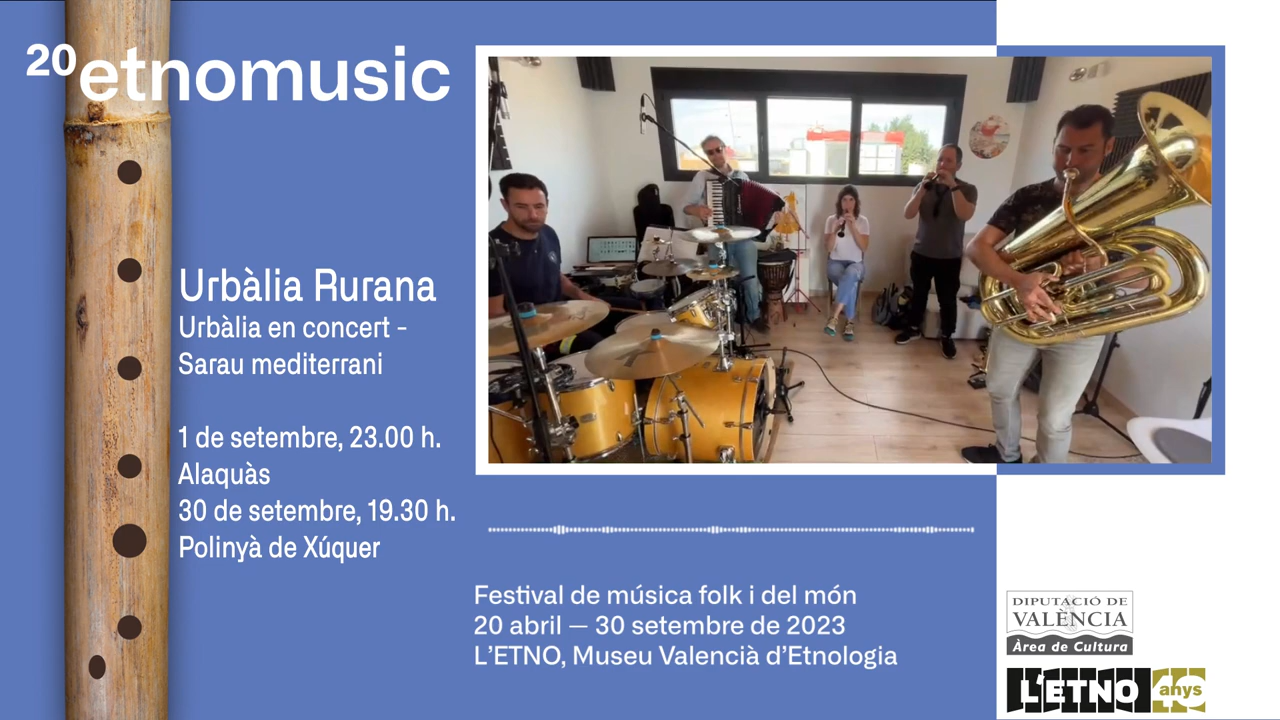 20etnomusic
Urbàlia Rurana
Urbàlia en concert -
Sarau mediterrani
1 de setembre, 23.00 h.
Alaquàs
30 de setembre, 19.30 h.
Polinyà de Xúquer
Festival de música folk i del món
20 abril — 30 setembre de 2023
L’ETNO, Museu Valencià d’Etnologia
DIPUTACIÓ DE
VALÈNCIA
Àrea de Cultura
L'ETNO 40 anys